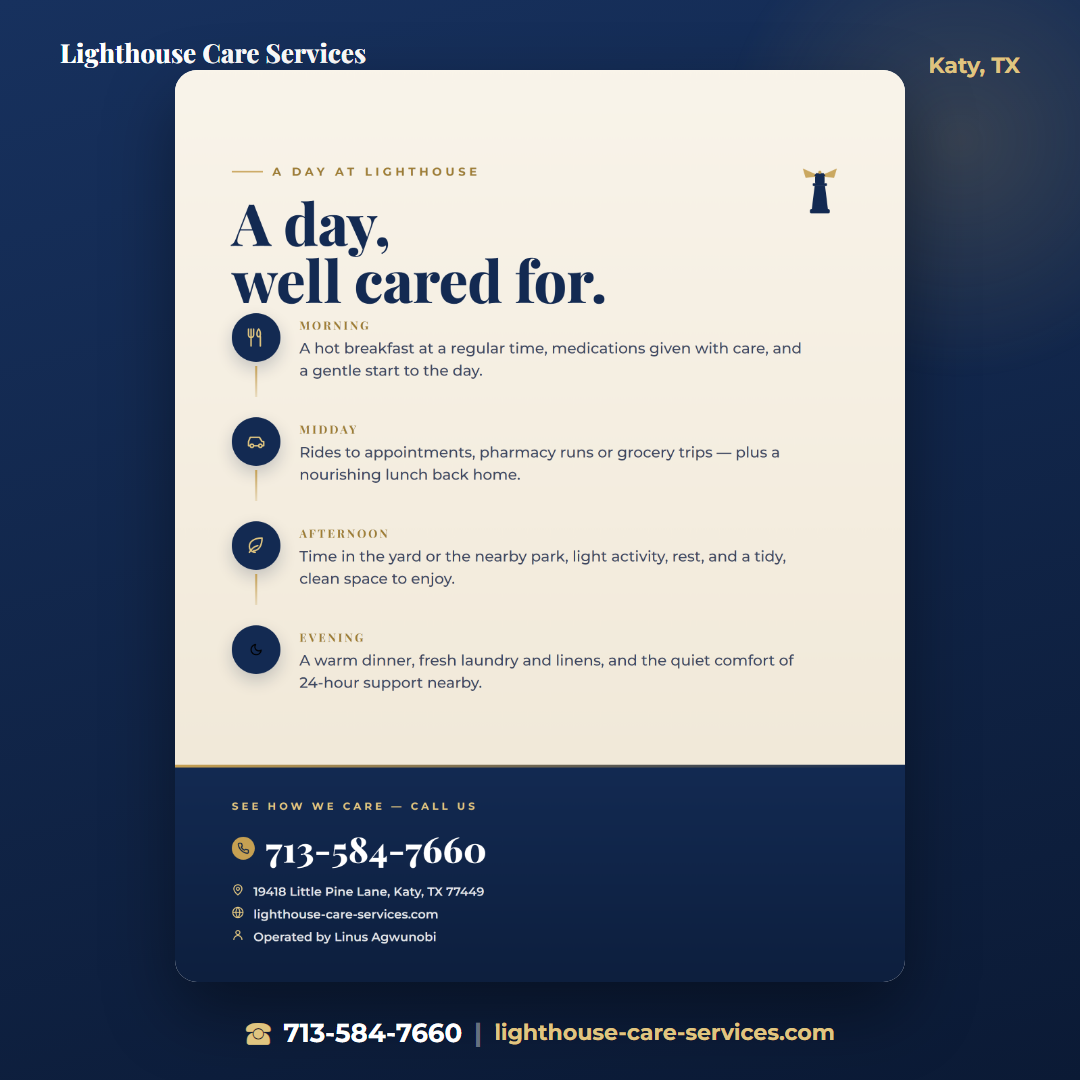 Lighthouse Care Services
Katy, TX
A DAY AT LIGHTHOUSE
A day,
well cared for.
MORNING
A hot breakfast at a regular time, medications given with care, and
a gentle start to the day.
MIDDAY
Rides to appointments, pharmacy runs or grocery trips — plus a
nourishing lunch back home.
AFTERNOON
Time in the yard or the nearby park, light activity, rest, and a tidy,
clean space to enjoy.
EVENING
A warm dinner, fresh laundry and linens, and the quiet comfort of
24-hour support nearby.
SEE HOW WE CARE — CALL US
713-584-7660
19418 Little Pine Lane, Katy, TX 77449
lighthouse-care-services.com
Operated by Linus Agwunobi
713-584-7660 | lighthouse-care-services.com